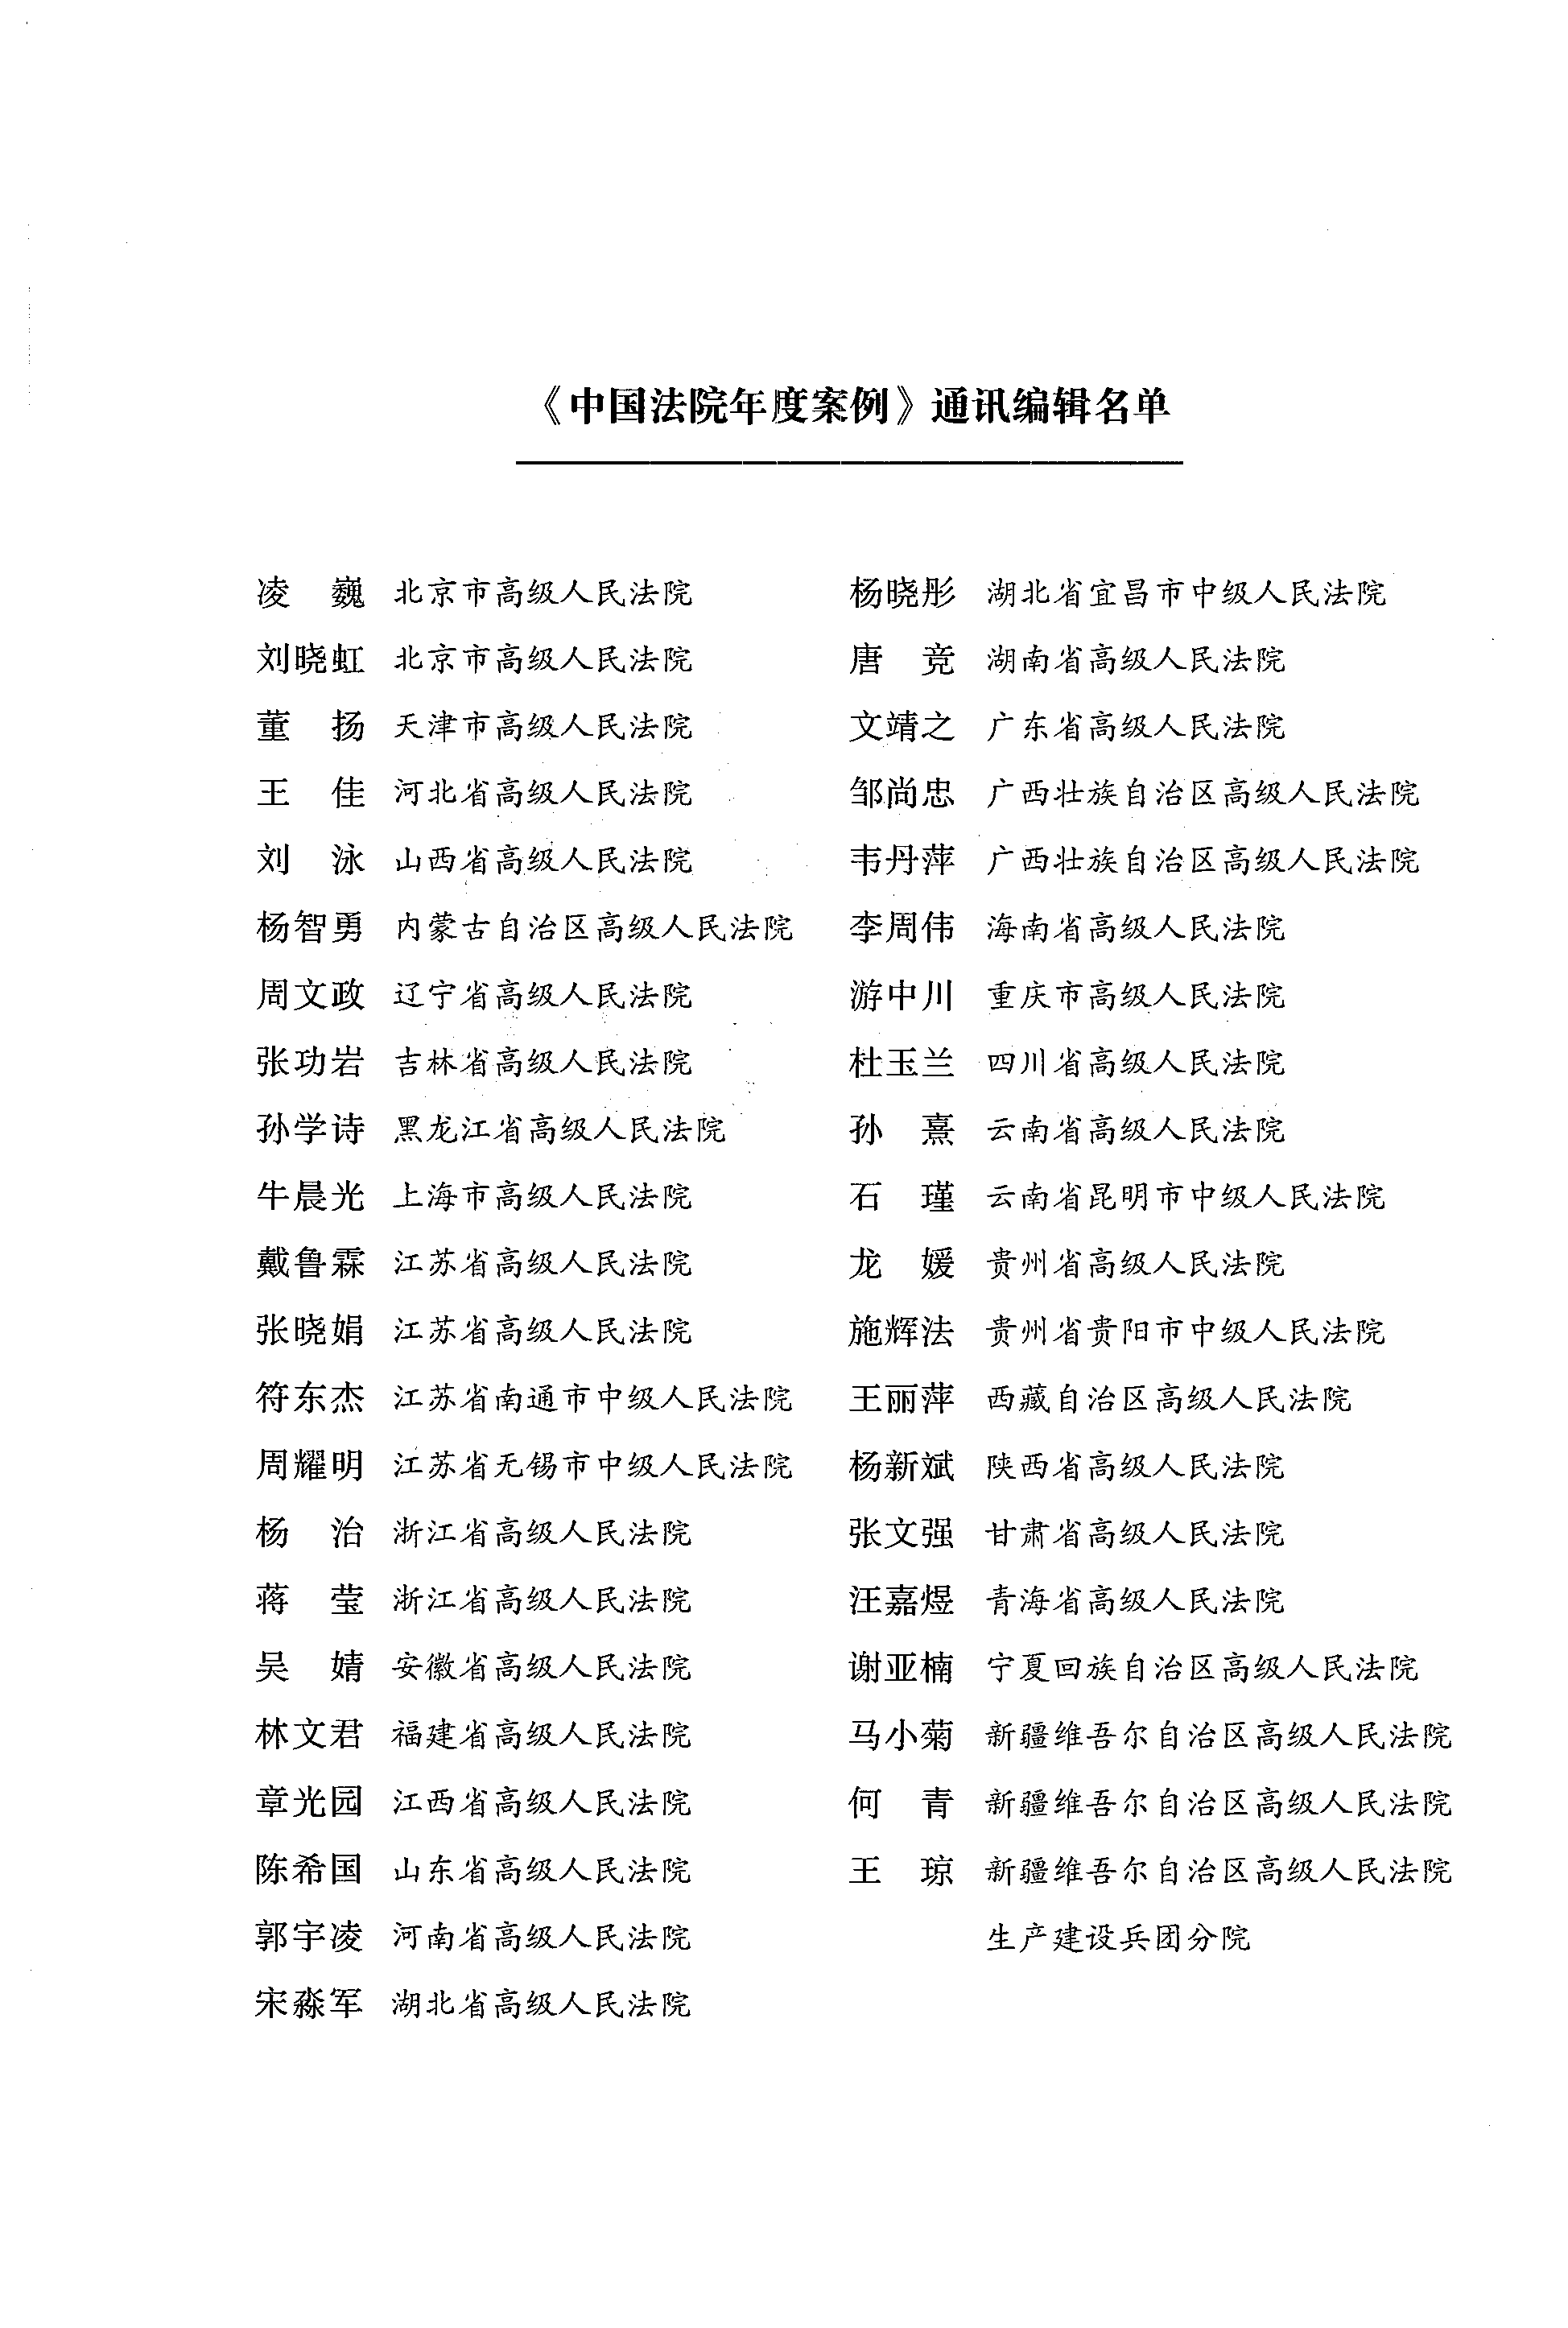 《中国法院年度案例》通讯编辑名单
凌　巍 北京市高级人民法院
刘晓虹 北京市高级人民法院
董　扬 天津市高级人民法院
王　佳 河北省高级人民法院
刘　泳 山西省高级人民法院
杨智勇 内蒙古自治区高级人民法院
周文政 辽宁省高级人民法院
张功岩 吉林省高级人民法院
孙学诗 黑龙江省高级人民法院
牛晨光 上海市高级人民法院
戴鲁霖 江苏省高级人民法院
张晓娟 江苏省高级人民法院
符东杰 江苏省南通市中级人民法院
周耀明 江苏省无锡市中级人民法院
杨　治 浙江省高级人民法院
蒋　莹 浙江省高级人民法院
吴　婧 安徽省高级人民法院
林文君 福建省高级人民法院
章光园 江西省高级人民法院
陈希国 山东省高级人民法院
郭宇凌 河南省高级人民法院
宋淼军 湖北省高级人民法院
杨晓彤 湖北省宜昌市中级人民法院
唐　竞 湖南省高级人民法院
文靖之 广东省高级人民法院
邹尚忠 广西壮族自治区高级人民法院
韦丹萍 广西壮族自治区高级人民法院
李周伟 海南省高级人民法院
游中川 重庆市高级人民法院
杜玉兰 四川省高级人民法院
孙　熹 云南省高级人民法院
石　瑾 云南省昆明市中级人民法院
龙　媛 贵州省高级人民法院
施辉法 贵州省贵阳市中级人民法院
王丽萍 西藏自治区高级人民法院
杨新斌 陕西省高级人民法院
张文强 甘肃省高级人民法院
汪嘉煜 青海省高级人民法院
谢亚楠 宁夏回族自治区高级人民法院
马小菊 新疆维吾尔自治区高级人民法院
何　青 新疆维吾尔自治区高级人民法院
王　琼 新疆维吾尔自治区高级人民法院
生产建设兵团分院